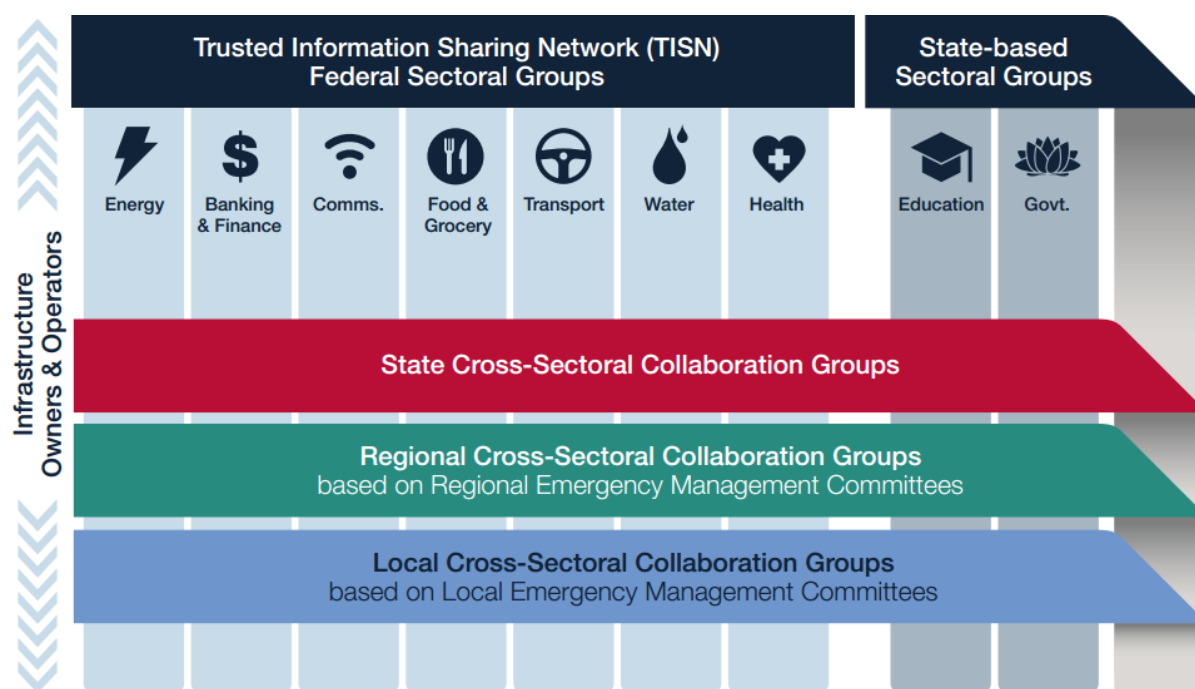 Trusted Information Sharing Network (TISN)
Federal Sectoral Groups
State-based
Sectoral Groups
Energy
Banking
& Finance
Comms.
Food &
Grocery
Transport
Water
Health
Education
Govt.
Infrastructure
Owners & Operators
State Cross-Sectoral Collaboration Groups
Regional Cross-Sectoral Collaboration Groups
based on Regional Emergency Management Committees
Local Cross-Sectoral Collaboration Groups
based on Local Emergency Management Committees